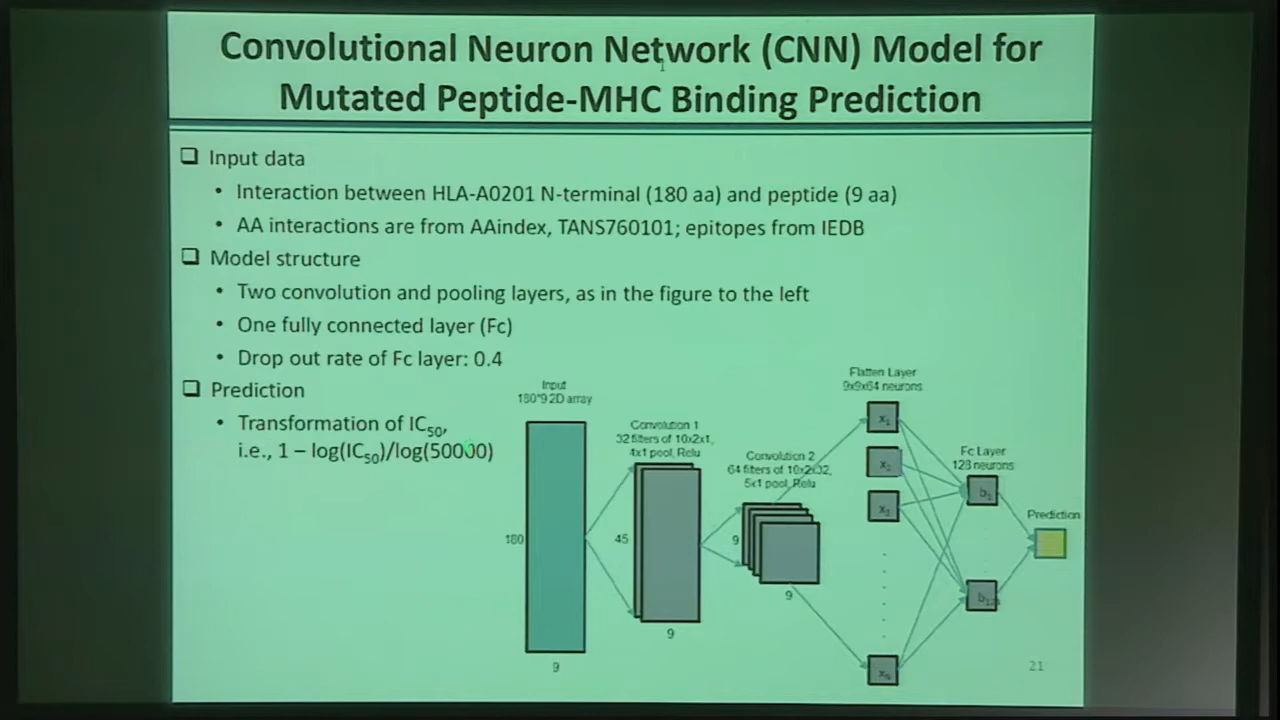 Convolutional Neuron Network (CNN) Model for
Mutated Peptide-MHC Binding Prediction
Input data
• Interaction between HLA-A0201 N-terminal (180 aa) and peptide (9 aa)
• AA interactions are from AAindex, TANS760101; epitopes from IEDB
Model structure
• Two convolution and pooling layers, as in the figure to the left
• One fully connected layer (Fc)
• Drop out rate of Fc layer: 0.4
Prediction
• Transformation of IC50,
i.e., 1 – log(IC50)/log(50000)
Input
180*9 2D array
180
9
Convolution 1
32 filters of 10x2x1,
4x1 pool, Relu
45
9
Convolution 2
64 filters of 10x2x32,
5x1 pool, Relu
9
9
Flatten Layer
9x9x64 neurons
x1
x2
Fc Layer
128 neurons
b1
Prediction
21